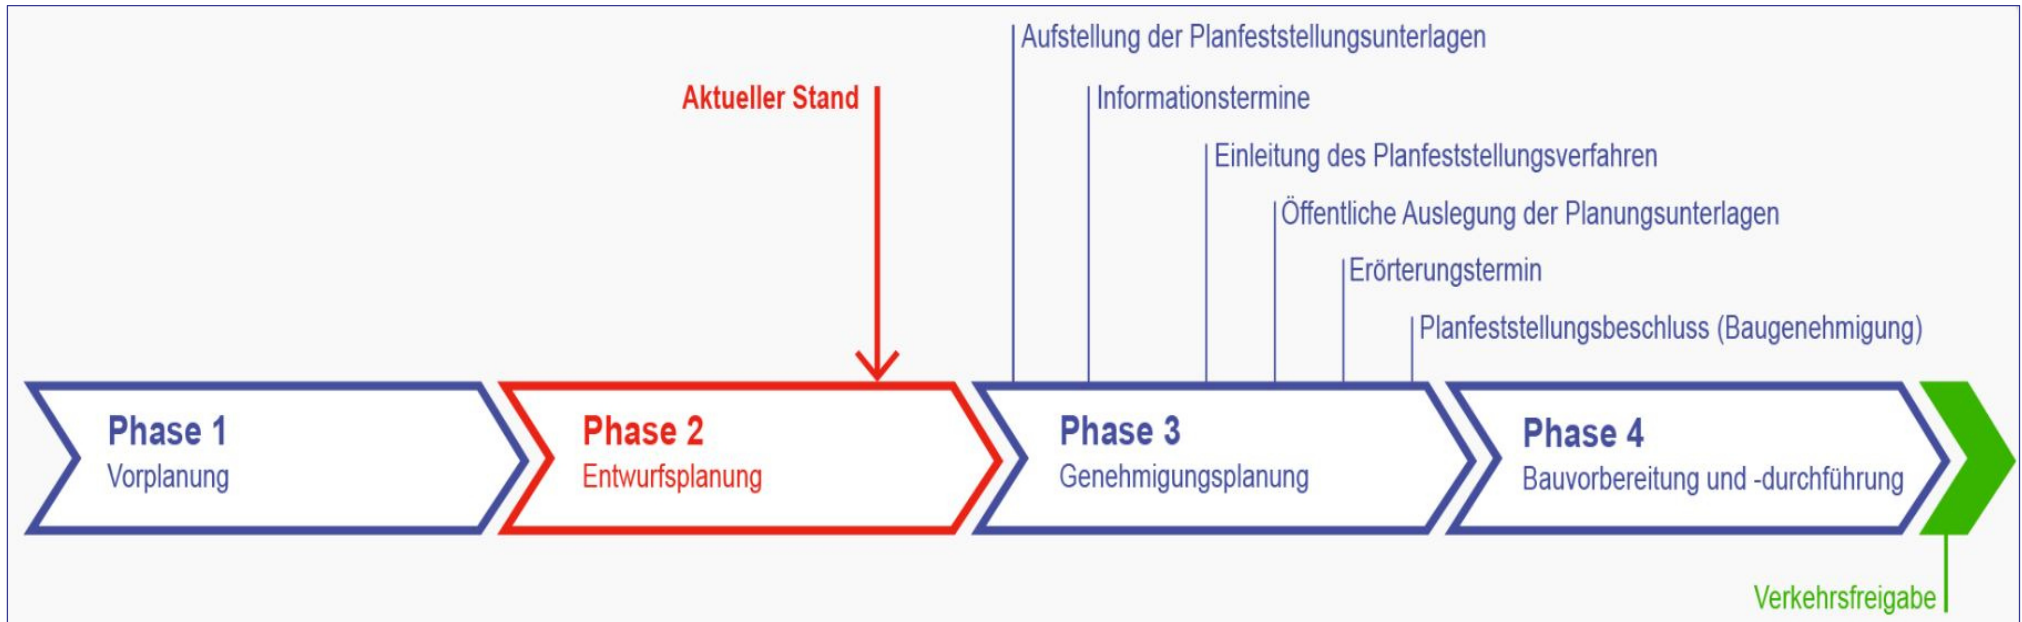 Aufstellung der Planfeststellungsunterlagen
Aktueller Stand
Informationstermine
Einleitung des Planfeststellungsverfahren
Öffentliche Auslegung der Planungsunterlagen
Erörterungstermin
Planfeststellungsbeschluss (Baugenehmigung)
Phase 1
Vorplanung
Phase 2
Entwurfsplanung
Phase 3
Genehmigungsplanung
Phase 4
Bauvorbereitung und -durchführung
Verkehrsfreigabe